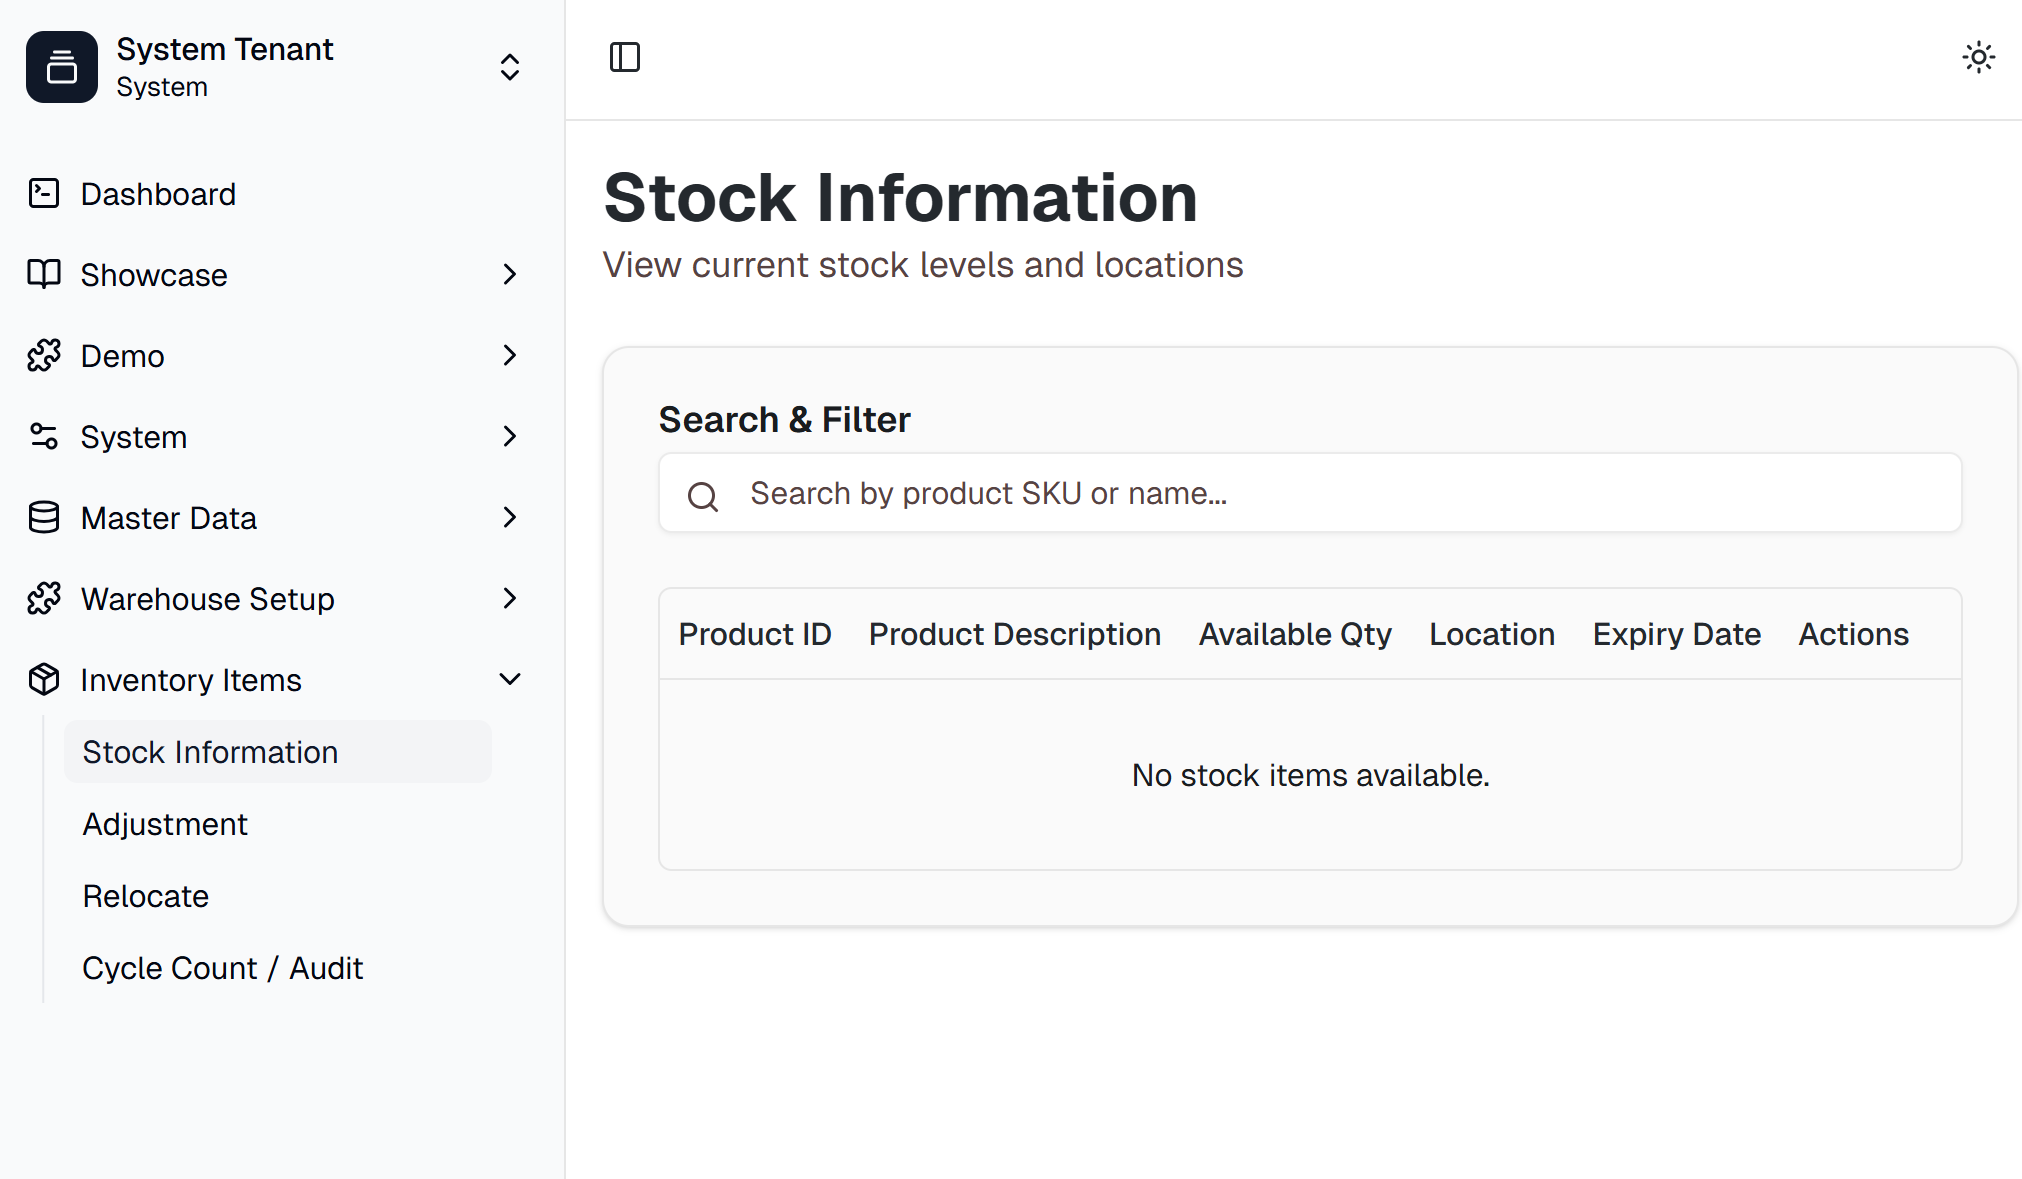 System Tenant
System
Dashboard
Showcase
Demo
System
Master Data
Warehouse Setup
Inventory Items
Stock Information
Adjustment
Relocate
Cycle Count / Audit
Stock Information
View current stock levels and locations
Search & Filter
Search by product SKU or name...
Product ID Product Description Available Qty Location Expiry Date Actions
No stock items available.